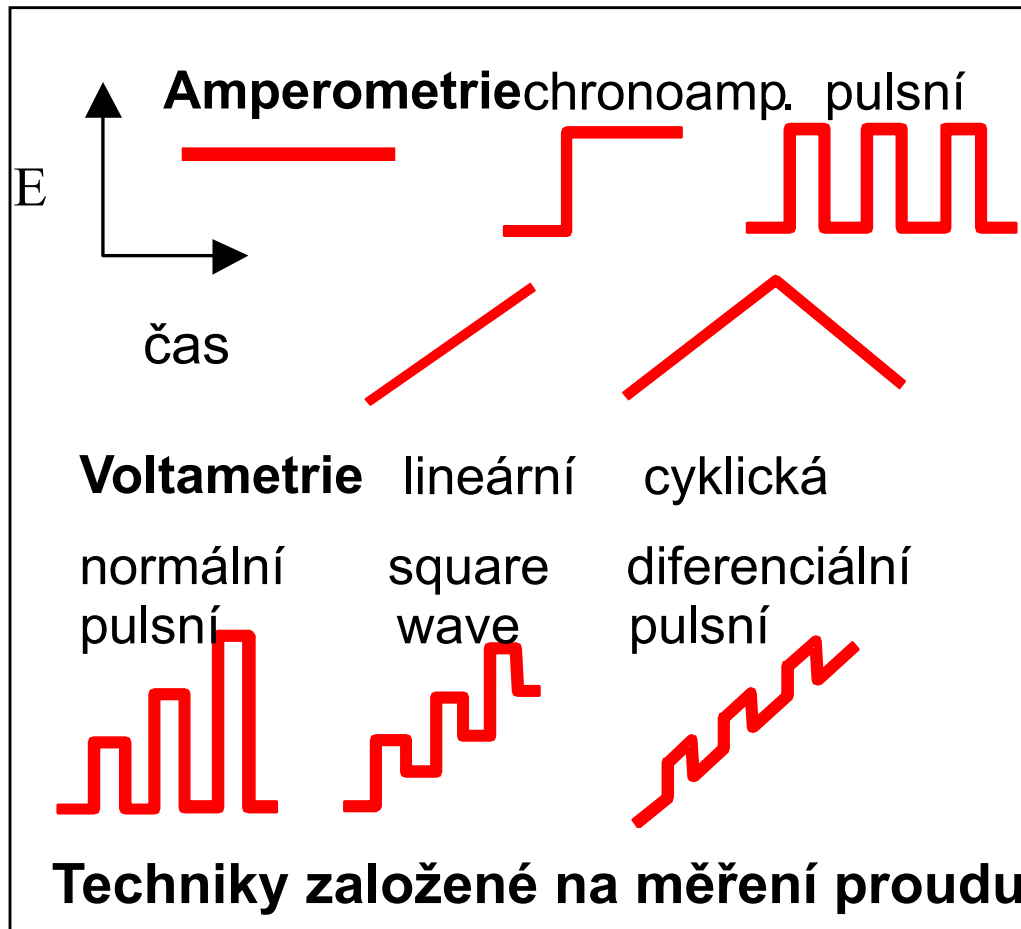 Amperometrie chronoamp. pulsní
E
čas
Voltametrie lineární cyklická
normální square diferenciální
pulsní wave pulsní
Techniky založené na měření proudu